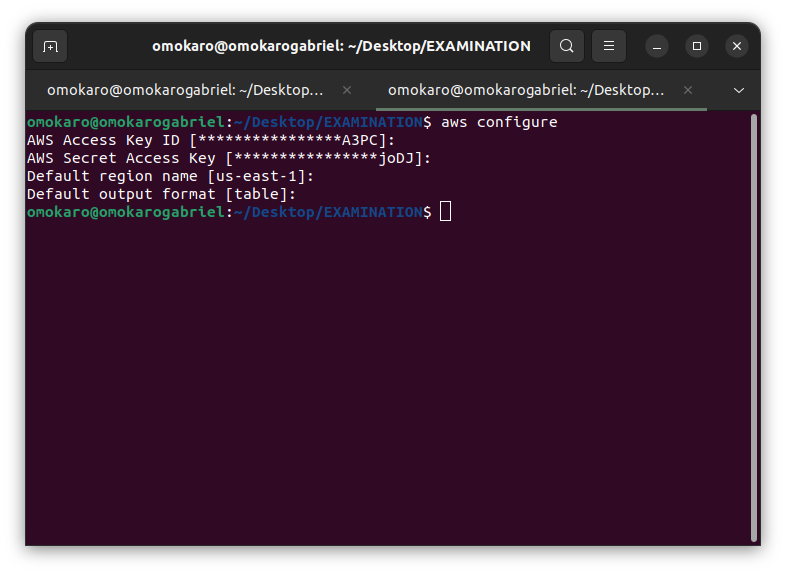 omokaro@omokarogabriel: ~/Desktop/EXAMINATION
omokaro@omokarogabriel: ~/Desktop...
omokaro@omokarogabriel: ~/Desktop...
omokaro@omokarogabriel:~/Desktop/EXAMINATION$ aws configure
AWS Access Key ID [****************A3PC]:
AWS Secret Access Key [****************joDJ]:
Default region name [us-east-1]:
Default output format [table]:
omokaro@omokarogabriel:~/Desktop/EXAMINATION$